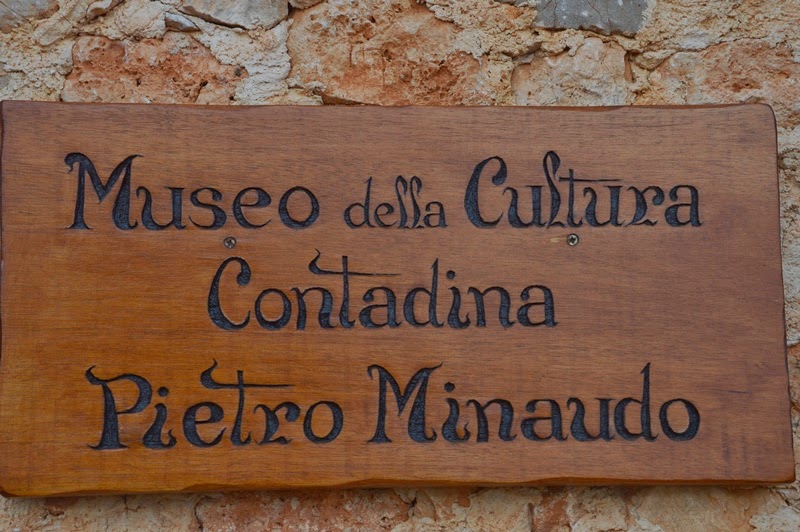 Museo della Cultura
Contadina
Pietro Minaudo